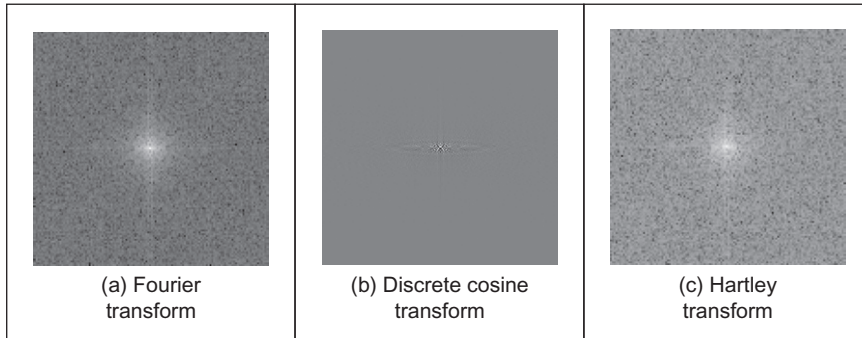 (a) Fourier
transform
(b) Discrete cosine
transform
(c) Hartley
transform